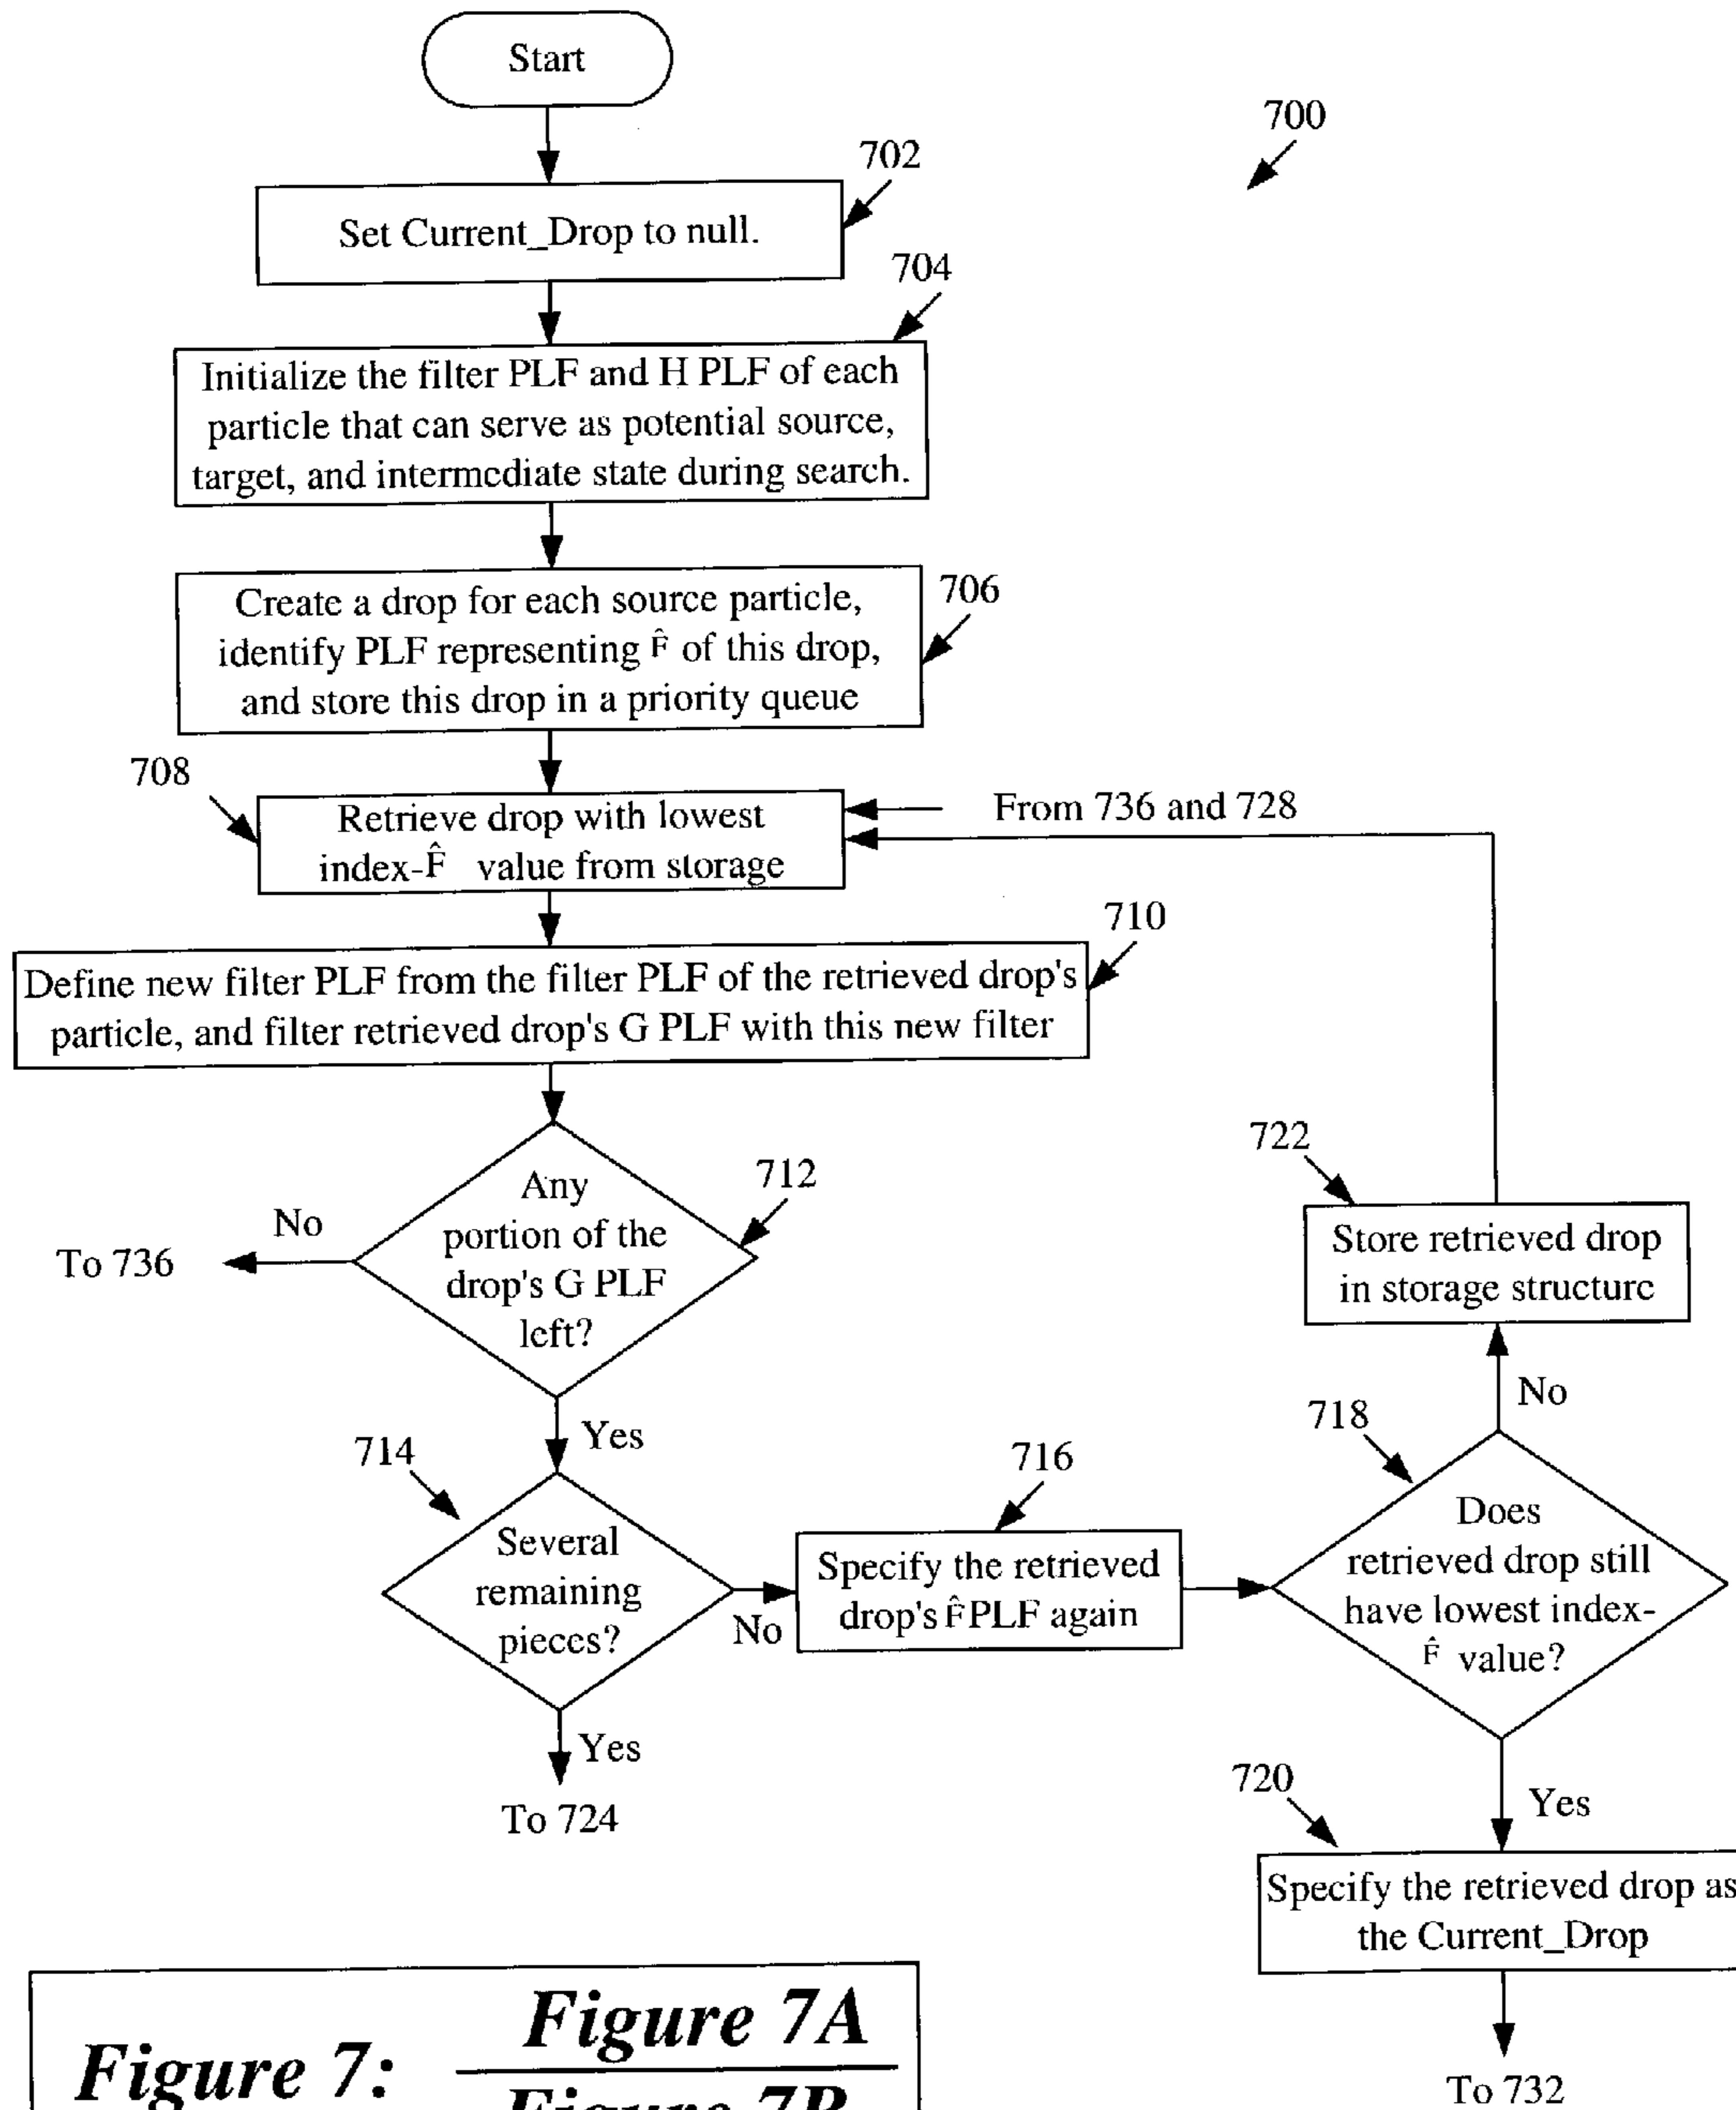 Start
700
702
Set Current_Drop to null.
704
Initialize the filter PLF and H PLF of each
particle that can serve as potential source,
target, and intermediate state during search.
706
Create a drop for each source particle,
identify PLF representing F̂ of this drop,
and store this drop in a priority queue
708
Retrieve drop with lowest
index-F̂ value from storage
From 736 and 728
710
Define new filter PLF from the filter PLF of the retrieved drop's
particle, and filter retrieved drop's G PLF with this new filter
712
Any
portion of the
drop's G PLF
left?
No
To 736
Yes
714
Several
remaining
pieces?
No
Yes
To 724
716
Specify the retrieved
drop's F̂ PLF again
718
Does
retrieved drop still
have lowest index-
F̂ value?
No
722
Store retrieved drop
in storage structure
Yes
720
Specify the retrieved drop as
the Current_Drop
To 732
Figure 7:
Figure 7A
Figure 7B